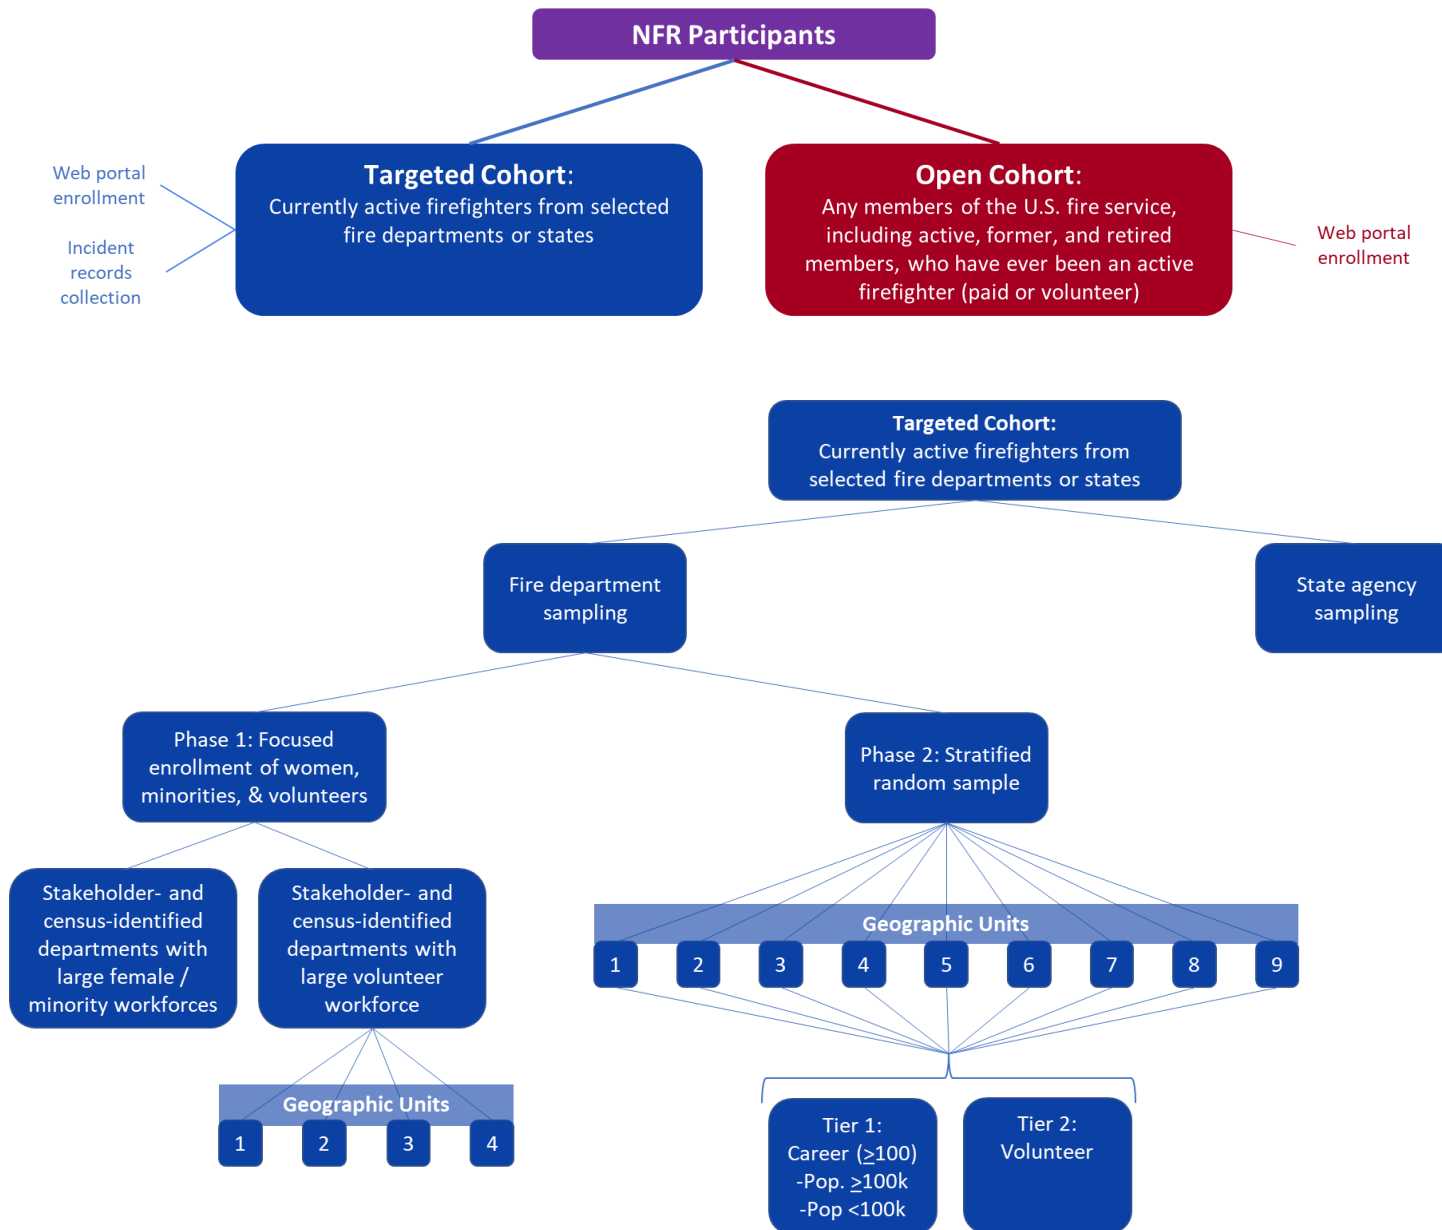 NFR Participants
Targeted Cohort:
Currently active firefighters from selected
fire departments or states
Web portal
enrollment
Incident
records
collection
Open Cohort:
Any members of the U.S. fire service,
including active, former, and retired
members, who have ever been an active
firefighter (paid or volunteer)
Web portal
enrollment
Targeted Cohort:
Currently active firefighters from
selected fire departments or states
Fire department
sampling
State agency
sampling
Phase 1: Focused
enrollment of women,
minorities, & volunteers
Phase 2: Stratified
random sample
Stakeholder- and
census-identified
departments with
large female /
minority workforces
Stakeholder- and
census-identified
departments with
large volunteer
workforce
Geographic Units
1 2 3 4
Geographic Units
1 2 3 4 5 6 7 8 9
Tier 1:
Career (≥100)
-Pop. ≥100k
-Pop <100k
Tier 2:
Volunteer